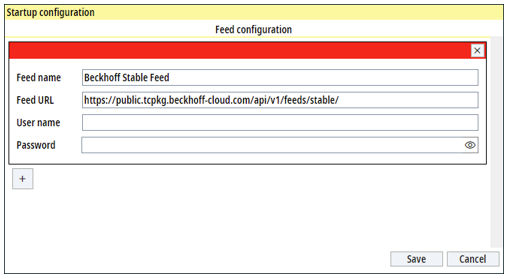 Startup configuration
Feed configuration
Feed name Beckhoff Stable Feed
Feed URL https://public.tcpkg.beckhoff-cloud.com/api/v1/feeds/stable/
User name
Password
+
Save Cancel